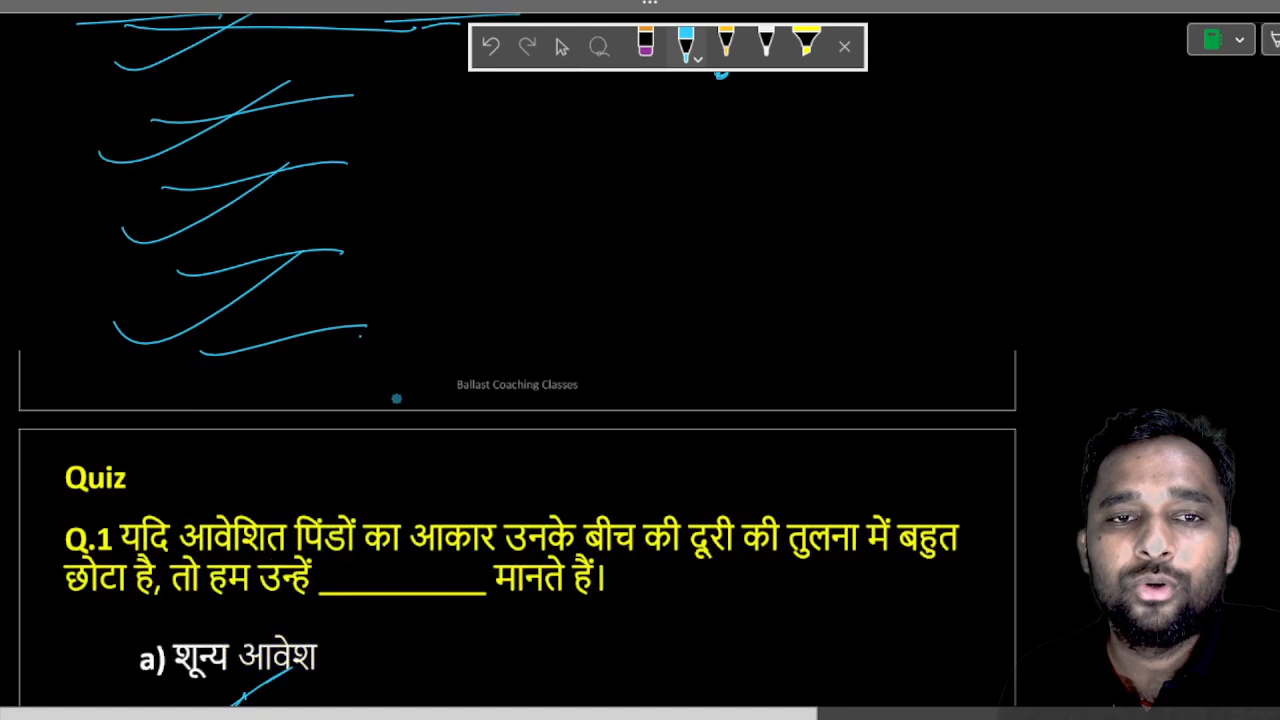 Ballast Coaching Classes
Quiz
Q.1 यदि आवेशित पिंडों का आकार उनके बीच की दूरी की तुलना में बहुत
छोटा है, तो हम उन्हें __________ मानते हैं।
a) शून्य आवेश